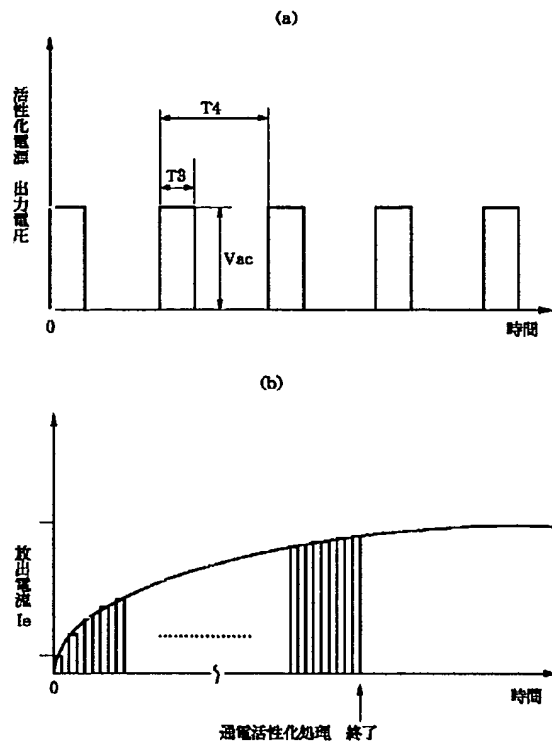 (a)
活性化電源 出力電圧
T4
T3
Vac
0
時間
(b)
放出電流 Ie
0
時間
通電活性化処理 終了